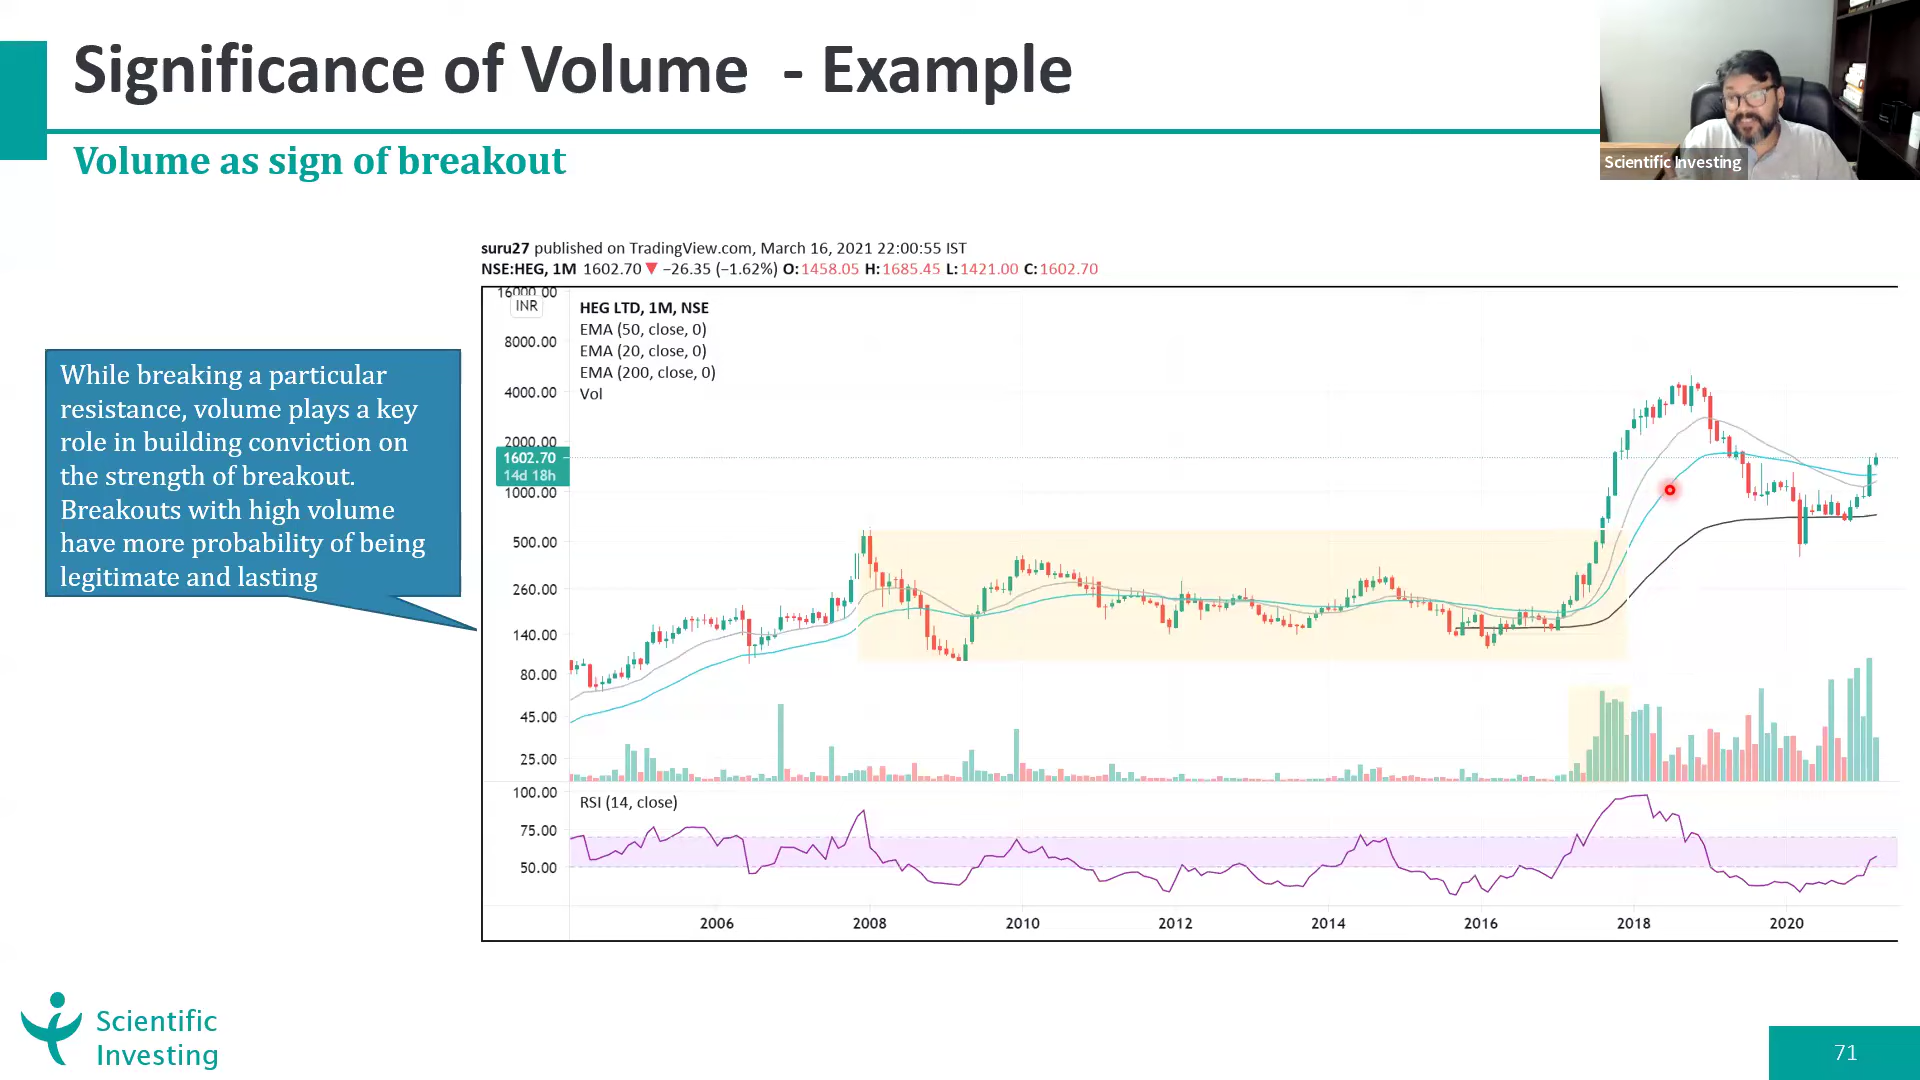 Significance of Volume - Example
Scientific Investing
Volume as sign of breakout
suru27 published on TradingView.com, March 16, 2021 22:00:55 IST
NSE:HEG, 1M 1602.70 ▼ −26.35 (−1.62%) O:1458.05 H:1685.45 L:1421.00 C:1602.70
16000.00
INR
HEG LTD, 1M, NSE
EMA (50, close, 0)
EMA (20, close, 0)
EMA (200, close, 0)
Vol
8000.00
4000.00
2000.00
1602.70
14d 18h
1000.00
500.00
260.00
140.00
80.00
45.00
25.00
While breaking a particular
resistance, volume plays a key
role in building conviction on
the strength of breakout.
Breakouts with high volume
have more probability of being
legitimate and lasting
100.00
RSI (14, close)
75.00
50.00
2006 2008 2010 2012 2014 2016 2018 2020
Scientific
Investing
71